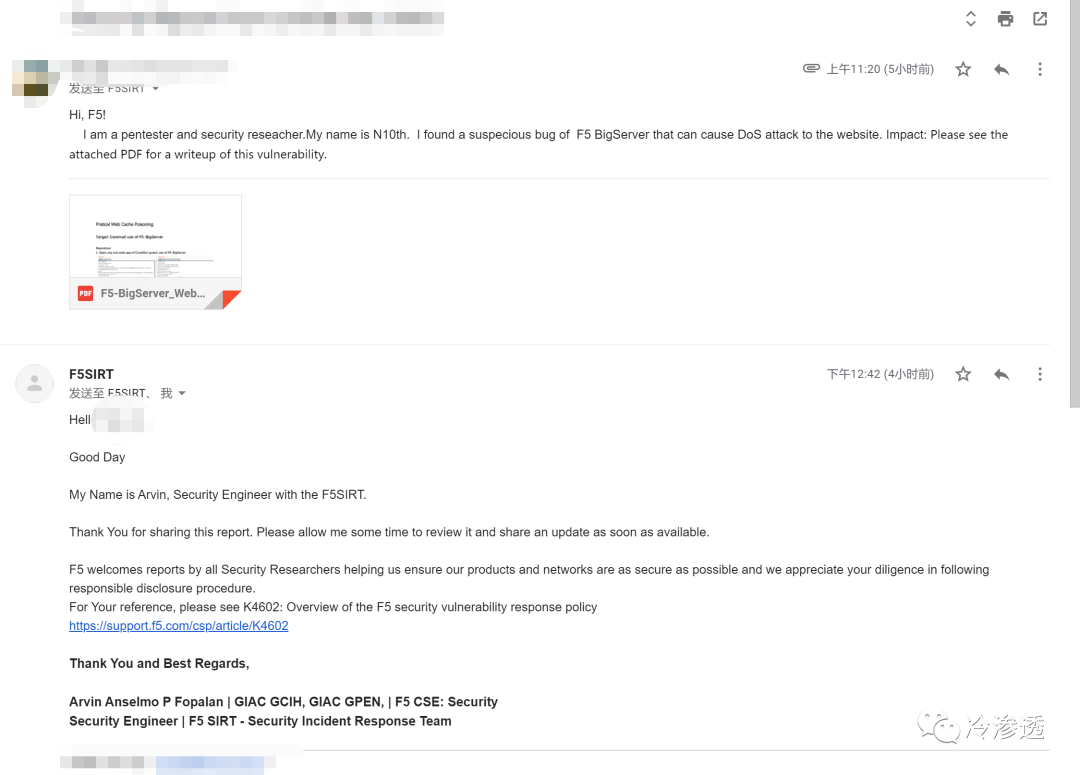 上午11:20 (5小时前)
发送至 F5SIRT
Hi, F5!
I am a pentester and security reseacher.My name is N10th. I found a suspecious bug of F5 BigServer that can cause DoS attack to the website. Impact: Please see the
attached PDF for a writeup of this vulnerability.
Pratical Web Cache Poisoning
PDF F5-BigServer_Web...
F5SIRT
下午12:42 (4小时前)
发送至 F5SIRT、 我
Hell
Good Day
My Name is Arvin, Security Engineer with the F5SIRT.
Thank You for sharing this report. Please allow me some time to review it and share an update as soon as available.
F5 welcomes reports by all Security Researchers helping us ensure our products and networks are as secure as possible and we appreciate your diligence in following
responsible disclosure procedure.
For Your reference, please see K4602: Overview of the F5 security vulnerability response policy
https://support.f5.com/csp/article/K4602
Thank You and Best Regards,
Arvin Anselmo P Fopalan | GIAC GCIH, GIAC GPEN, | F5 CSE: Security
Security Engineer | F5 SIRT - Security Incident Response Team
冷渗透